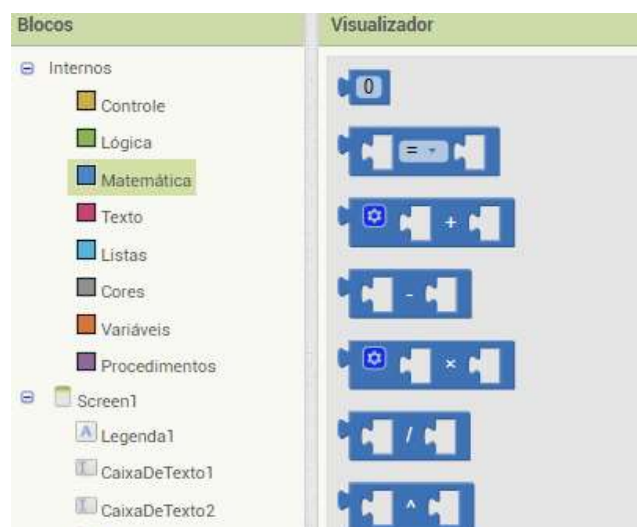 Blocos
Internos
Controle
Lógica
Matemática
Texto
Listas
Cores
Variáveis
Procedimentos
Screen1
A Legenda1
CaixaDeTexto1
CaixaDeTexto2
Visualizador
0
=
+
-
×
/
^